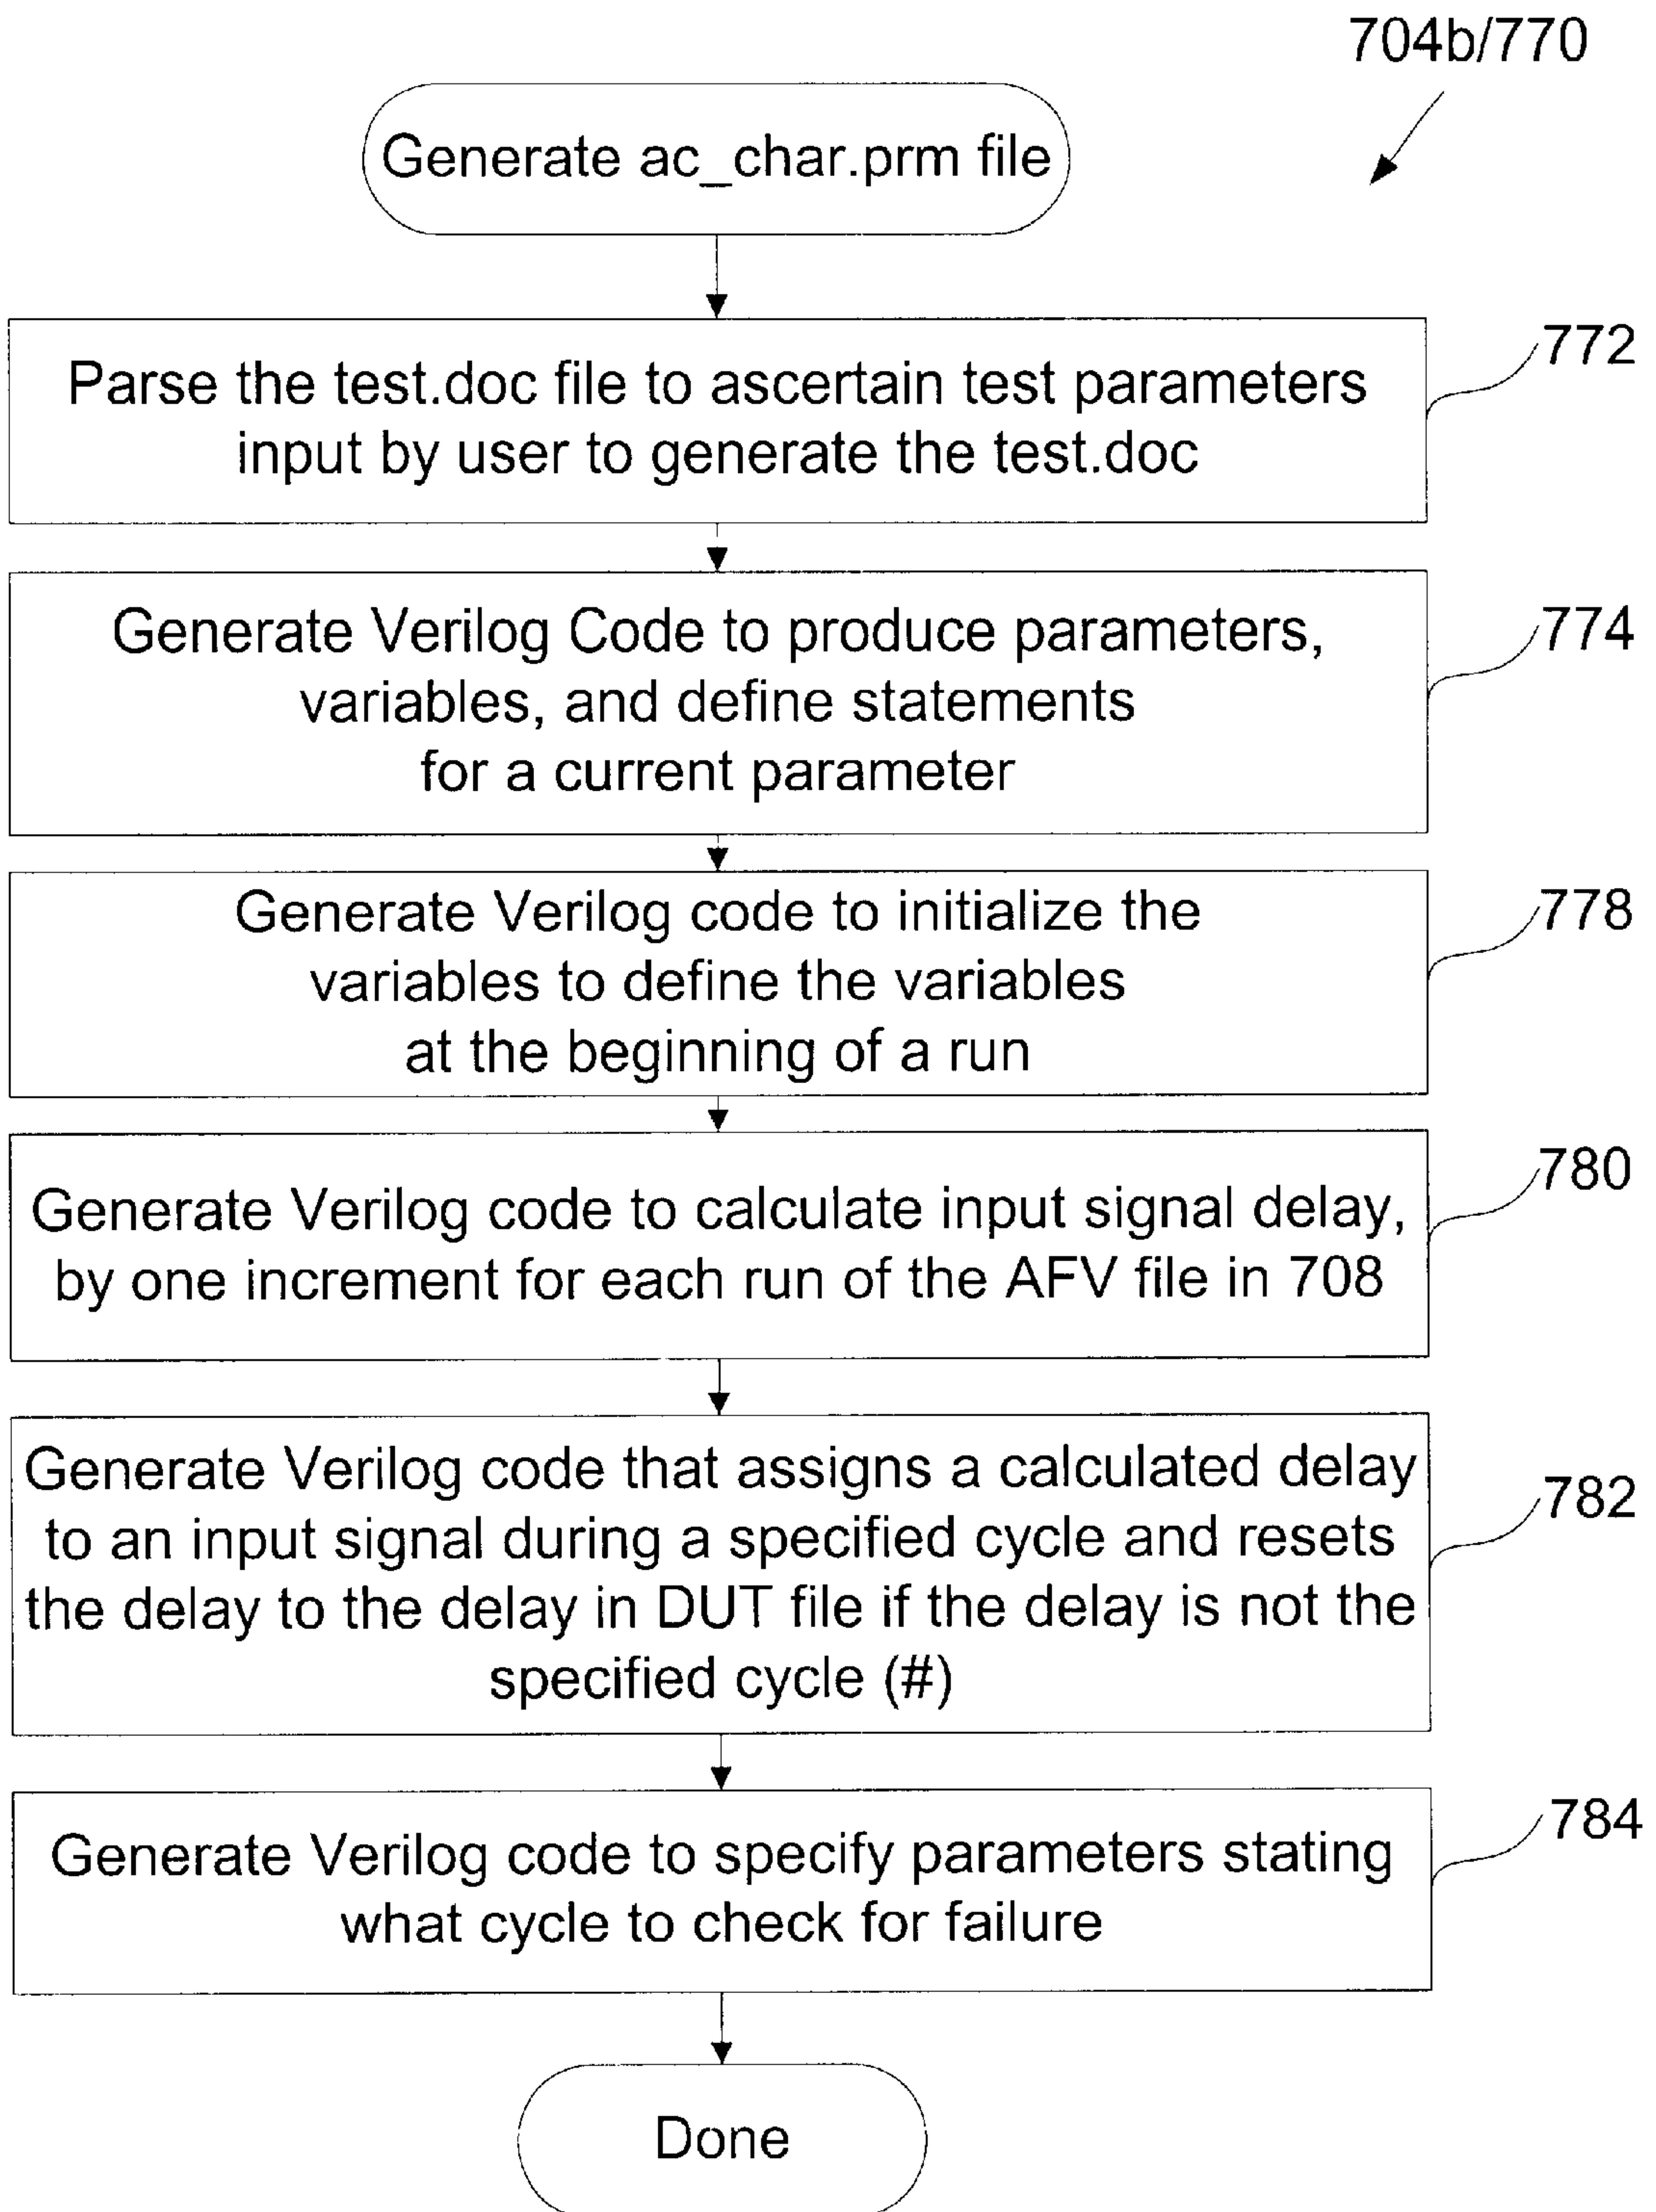 704b/770
Generate ac_char.prm file
Parse the test.doc file to ascertain test parameters
input by user to generate the test.doc
772
Generate Verilog Code to produce parameters,
variables, and define statements
for a current parameter
774
Generate Verilog code to initialize the
variables to define the variables
at the beginning of a run
778
Generate Verilog code to calculate input signal delay,
by one increment for each run of the AFV file in 708
780
Generate Verilog code that assigns a calculated delay
to an input signal during a specified cycle and resets
the delay to the delay in DUT file if the delay is not the
specified cycle (#)
782
Generate Verilog code to specify parameters stating
what cycle to check for failure
784
Done